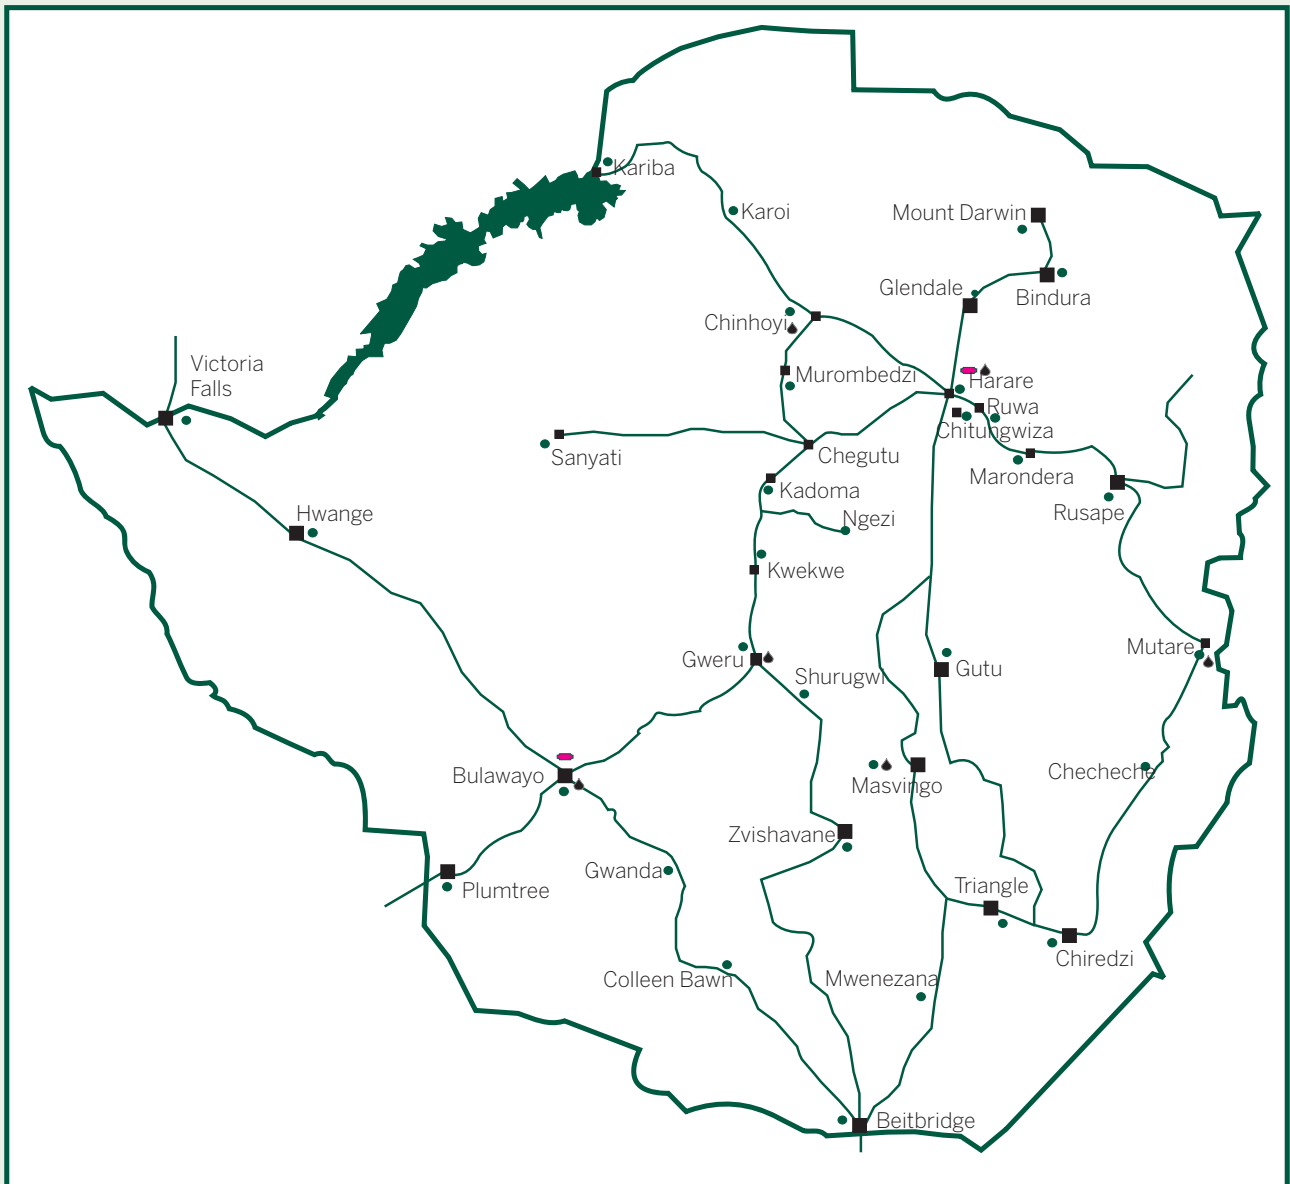 Kariba
Karoi
Mount Darwin
Glendale
Bindura
Chinhoyi
Victoria
Falls
Murombedzi
Harare
Ruwa
Chitungwiza
Sanyati
Chegutu
Marondera
Kadoma
Rusape
Hwange
Ngezi
Kwekwe
Mutare
Gweru
Shurugwi
Gutu
Bulawayo
Masvingo
Checheche
Zvishavane
Gwanda
Plumtree
Triangle
Chiredzi
Colleen Bawn
Mwenezana
Beitbridge